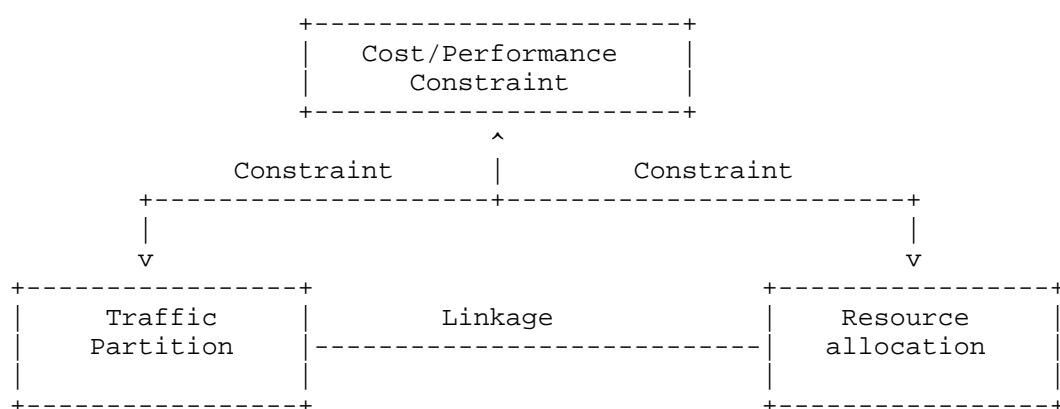 Cost/Performance
Constraint
Constraint Constraint
Traffic Linkage Resource
Partition allocation